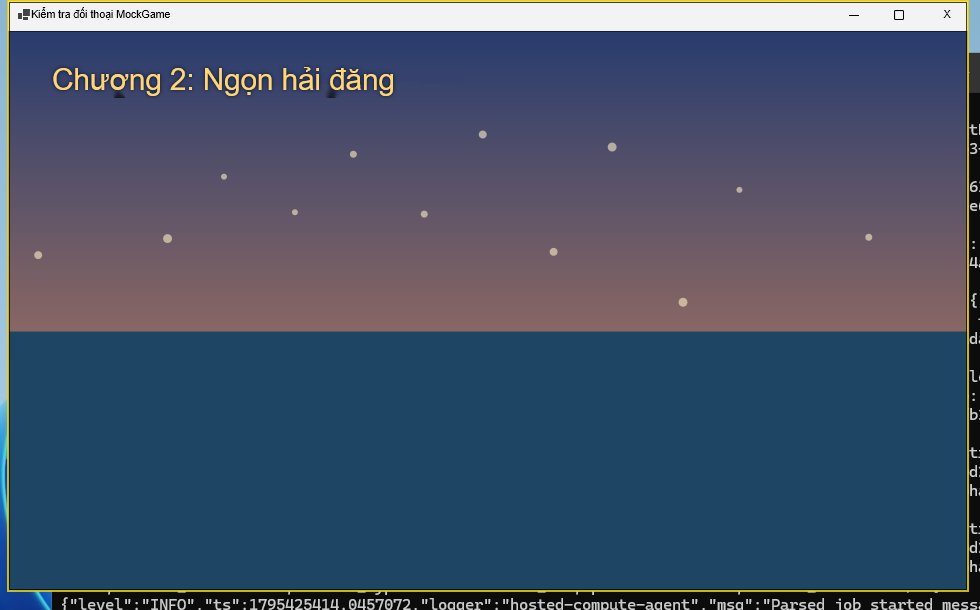 Kiểm tra đối thoại MockGame
Chương 2: Ngọn hải đăng
{"level":"INFO","ts":1795425414.0457072,"logger":"hosted-compute-agent","msg":"Parsed job started